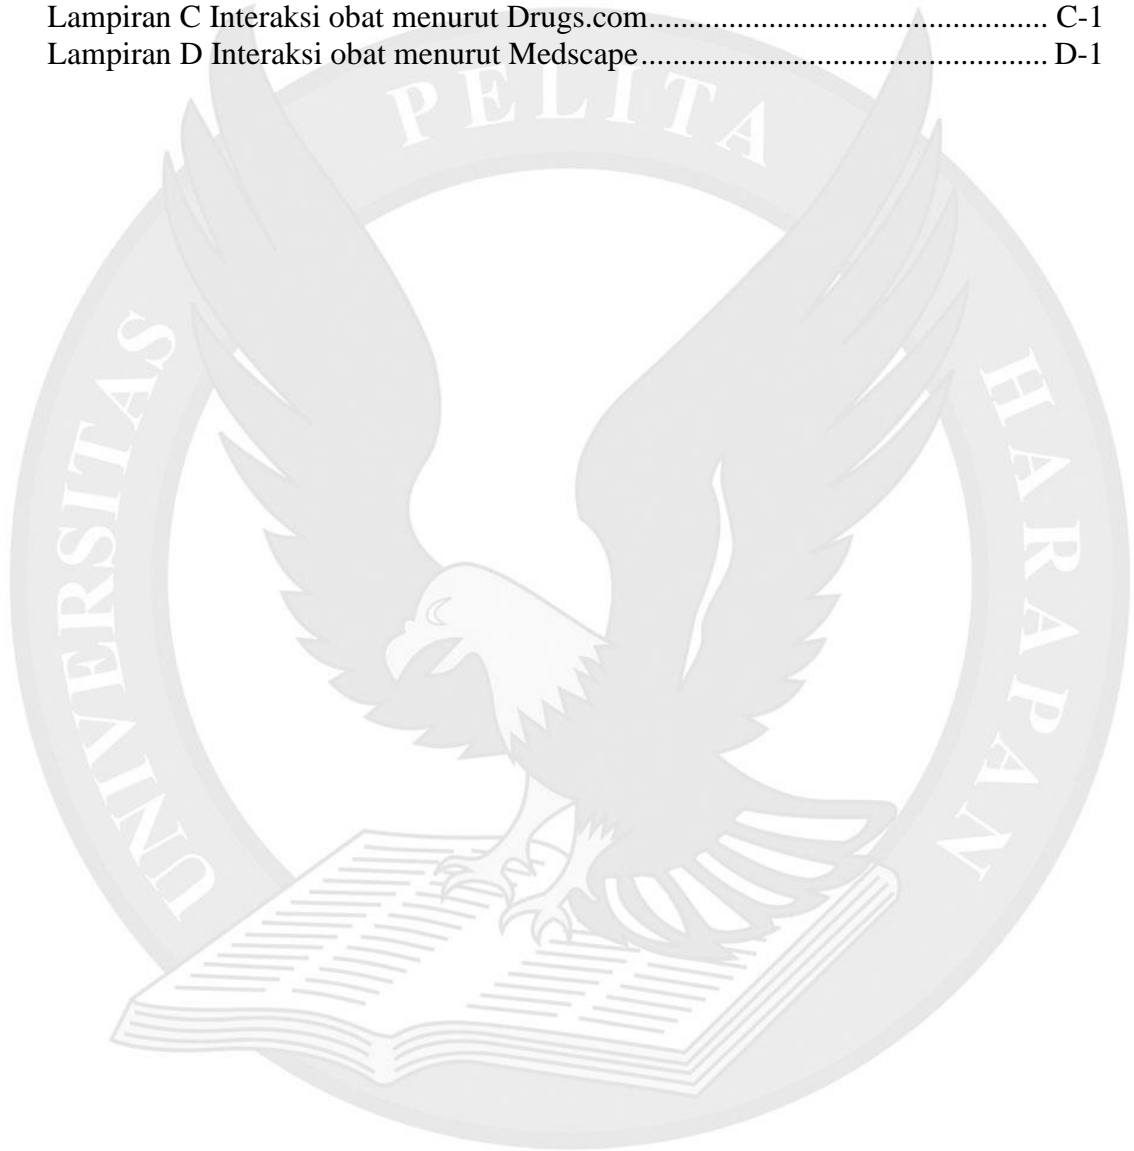 Lampiran C Interaksi obat menurut Drugs.com.................................................. C-1
Lampiran D Interaksi obat menurut Medscape................................................... D-1
UNIVERSITAS PELITA HARAPAN